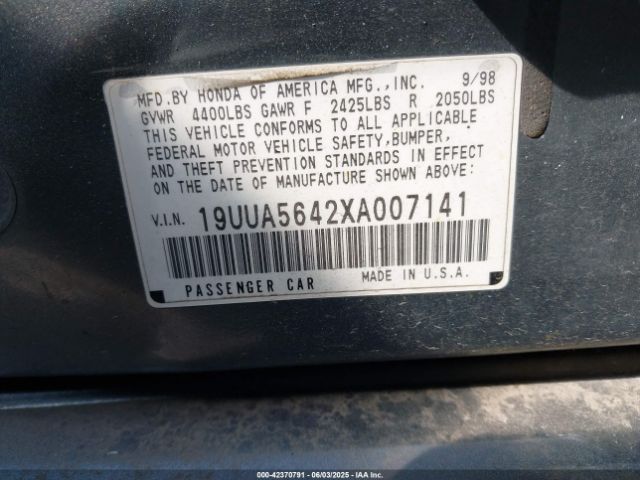 MFD.BY HONDA OF AMERICA MFG.,INC. 9/98
GVWR 4400LBS GAWR F 2425LBS R 2050LBS
THIS VEHICLE CONFORMS TO ALL APPLICABLE
FEDERAL MOTOR VEHICLE SAFETY,BUMPER,
AND THEFT PREVENTION STANDARDS IN EFFECT
ON THE DATE OF MANUFACTURE SHOWN ABOVE:
V.I.N. 19UUA5642XA007141
PASSENGER CAR MADE IN U.S.A.
00-42370791 - 06/03/2025 - IAA Inc.